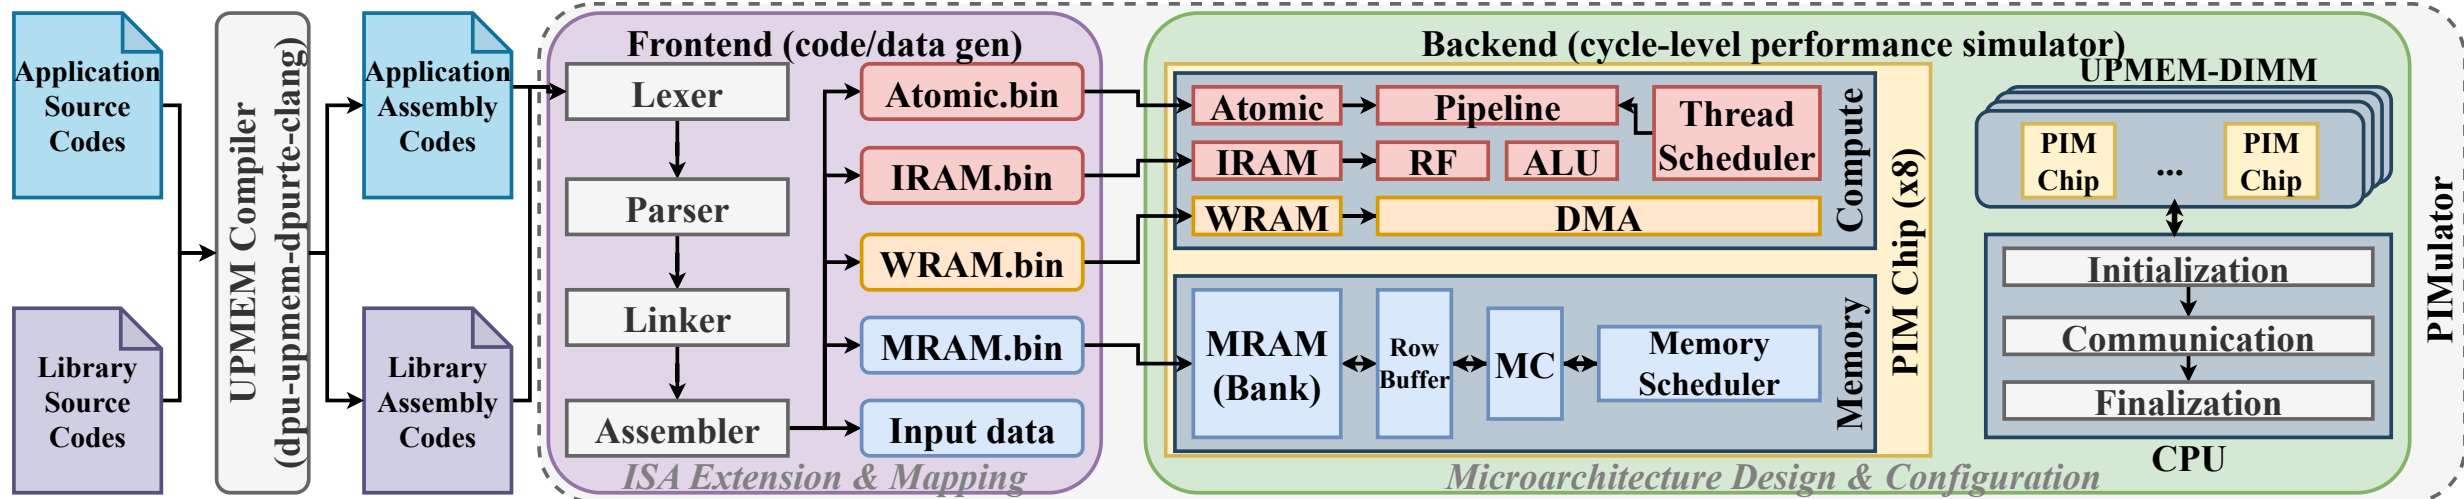 Application
Source
Codes
Library
Source
Codes
UPMEM Compiler
(dpu-upmem-dpurte-clang)
Application
Assembly
Codes
Library
Assembly
Codes
Frontend (code/data gen)
Lexer
Parser
Linker
Assembler
Atomic.bin
IRAM.bin
WRAM.bin
MRAM.bin
Input data
ISA Extension & Mapping
Backend (cycle-level performance simulator)
Atomic
Pipeline
Thread
Scheduler
IRAM
RF
ALU
WRAM
DMA
Compute
MRAM
(Bank)
Row
Buffer
MC
Memory
Scheduler
Memory
PIM Chip (x8)
UPMEM-DIMM
PIM
Chip
...
PIM
Chip
Initialization
Communication
Finalization
CPU
Microarchitecture Design & Configuration
PIMulator